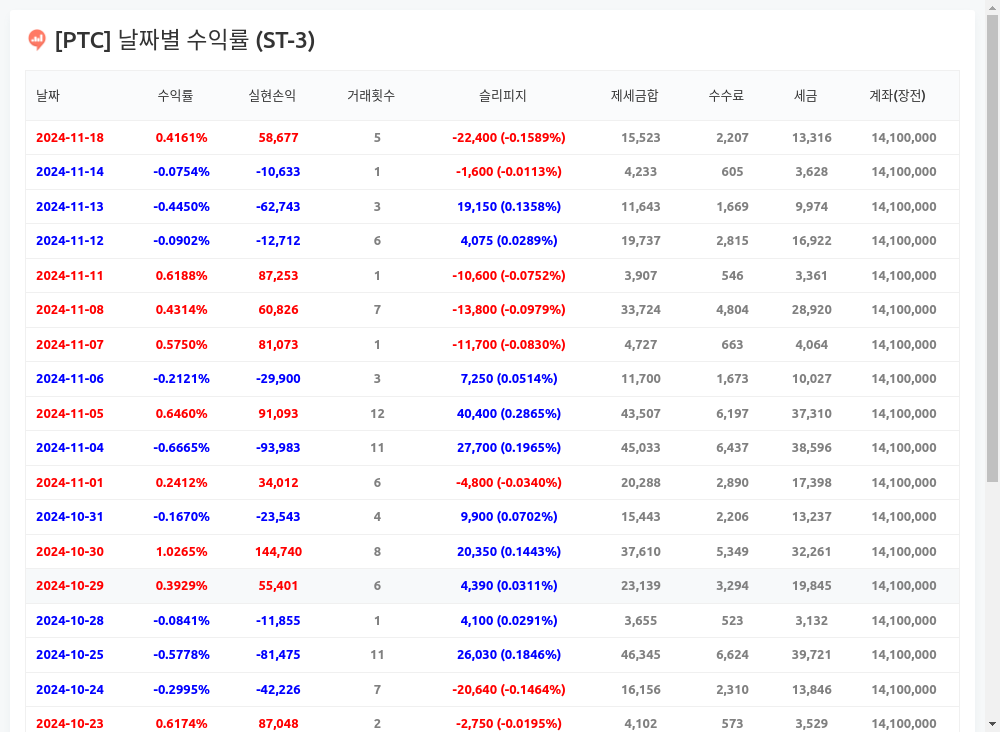 [PTC] 날짜별 수익률 (ST-3)
날짜 수익률 실현손익 거래횟수 슬리피지 제세금합 수수료 세금 계좌(장전)
2024-11-18 0.4161% 58,677 5 -22,400 (-0.1589%) 15,523 2,207 13,316 14,100,000
2024-11-14 -0.0754% -10,633 1 -1,600 (-0.0113%) 4,233 605 3,628 14,100,000
2024-11-13 -0.4450% -62,743 3 19,150 (0.1358%) 11,643 1,669 9,974 14,100,000
2024-11-12 -0.0902% -12,712 6 4,075 (0.0289%) 19,737 2,815 16,922 14,100,000
2024-11-11 0.6188% 87,253 1 -10,600 (-0.0752%) 3,907 546 3,361 14,100,000
2024-11-08 0.4314% 60,826 7 -13,800 (-0.0979%) 33,724 4,804 28,920 14,100,000
2024-11-07 0.5750% 81,073 1 -11,700 (-0.0830%) 4,727 663 4,064 14,100,000
2024-11-06 -0.2121% -29,900 3 7,250 (0.0514%) 11,700 1,673 10,027 14,100,000
2024-11-05 0.6460% 91,093 12 40,400 (0.2865%) 43,507 6,197 37,310 14,100,000
2024-11-04 -0.6665% -93,983 11 27,700 (0.1965%) 45,033 6,437 38,596 14,100,000
2024-11-01 0.2412% 34,012 6 -4,800 (-0.0340%) 20,288 2,890 17,398 14,100,000
2024-10-31 -0.1670% -23,543 4 9,900 (0.0702%) 15,443 2,206 13,237 14,100,000
2024-10-30 1.0265% 144,740 8 20,350 (0.1443%) 37,610 5,349 32,261 14,100,000
2024-10-29 0.3929% 55,401 6 4,390 (0.0311%) 23,139 3,294 19,845 14,100,000
2024-10-28 -0.0841% -11,855 1 4,100 (0.0291%) 3,655 523 3,132 14,100,000
2024-10-25 -0.5778% -81,475 11 26,030 (0.1846%) 46,345 6,624 39,721 14,100,000
2024-10-24 -0.2995% -42,226 7 -20,640 (-0.1464%) 16,156 2,310 13,846 14,100,000
2024-10-23 0.6174% 87,048 2 -2,750 (-0.0195%) 4,102 573 3,529 14,100,000